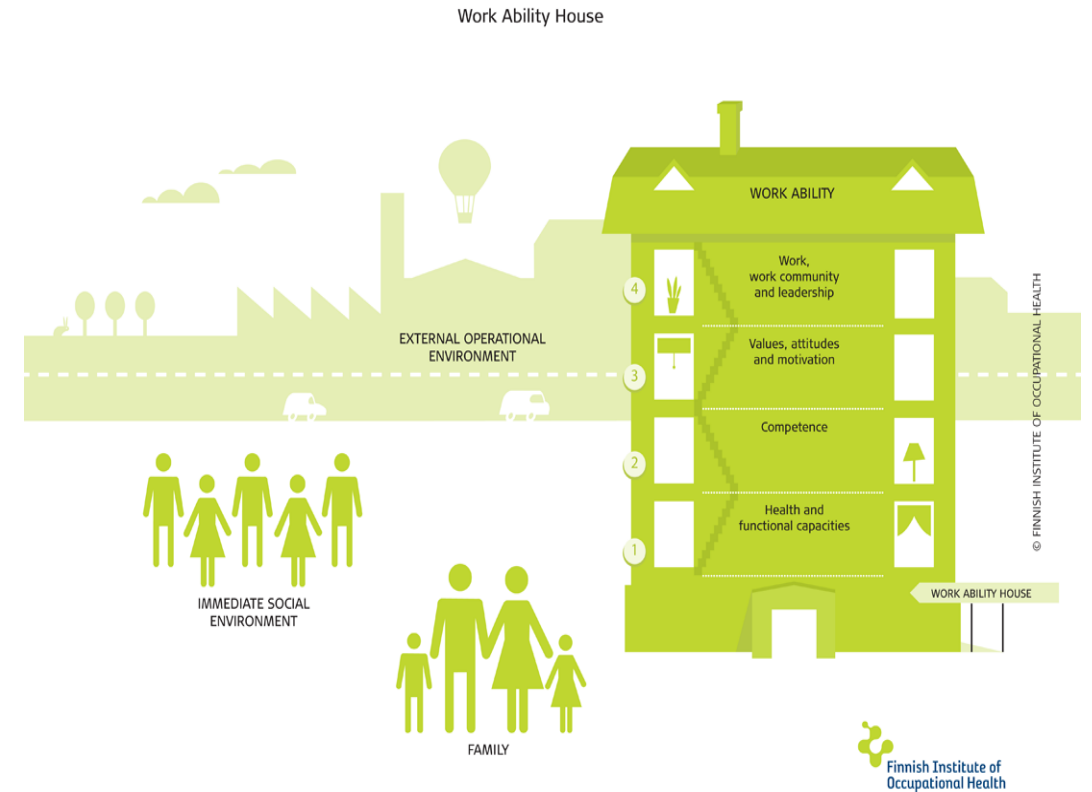 Work Ability House
WORK ABILITY
4
Work,
work community
and leadership
EXTERNAL OPERATIONAL
ENVIRONMENT
3
Values, attitudes
and motivation
2
Competence
1
Health and
functional capacities
© FINNISH INSTITUTE OF OCCUPATIONAL HEALTH
WORK ABILITY HOUSE
IMMEDIATE SOCIAL
ENVIRONMENT
FAMILY
Finnish Institute of
Occupational Health